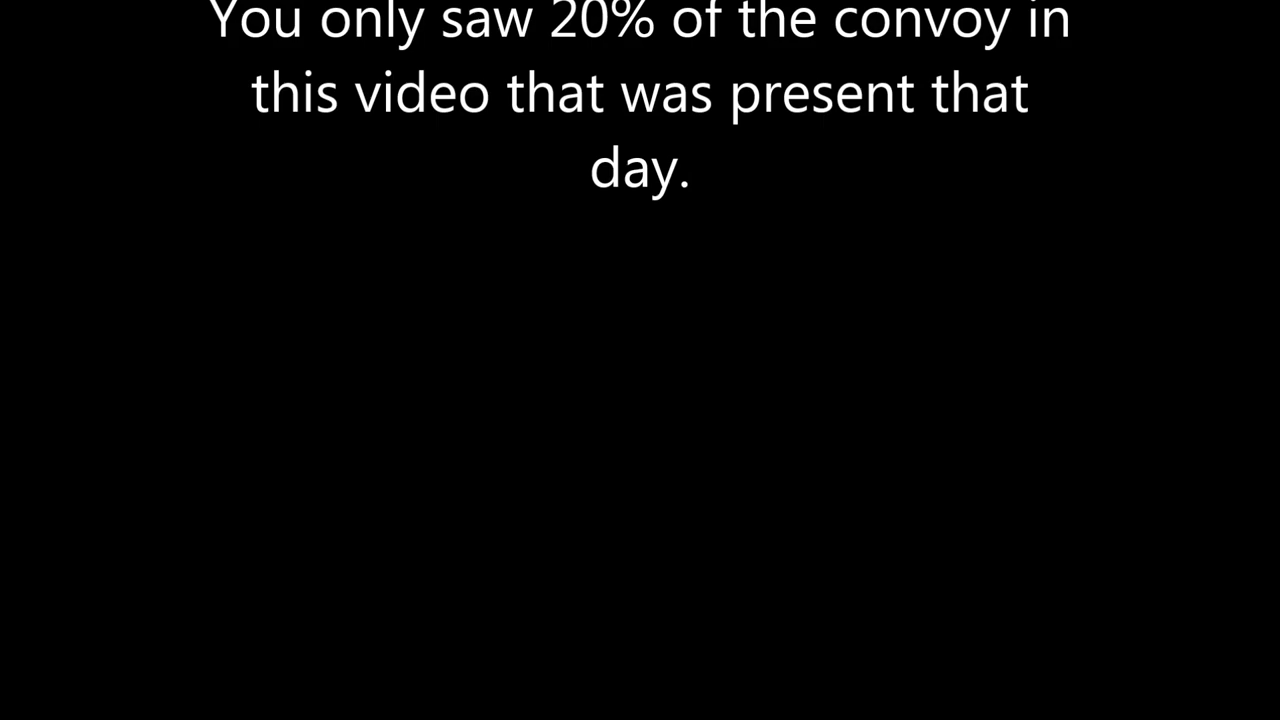 You only saw 20% of the convoy in
this video that was present that
day.